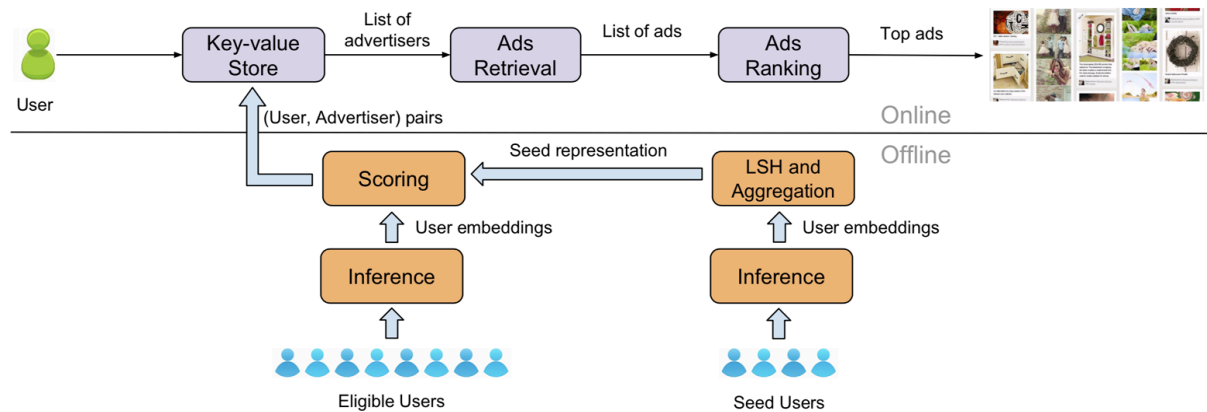 User
Key-value
Store
List of
advertisers
Ads
Retrieval
List of ads
Ads
Ranking
Top ads
Online
(User, Advertiser) pairs
Offline
Scoring
Seed representation
LSH and
Aggregation
User embeddings
User embeddings
Inference
Inference
Eligible Users
Seed Users